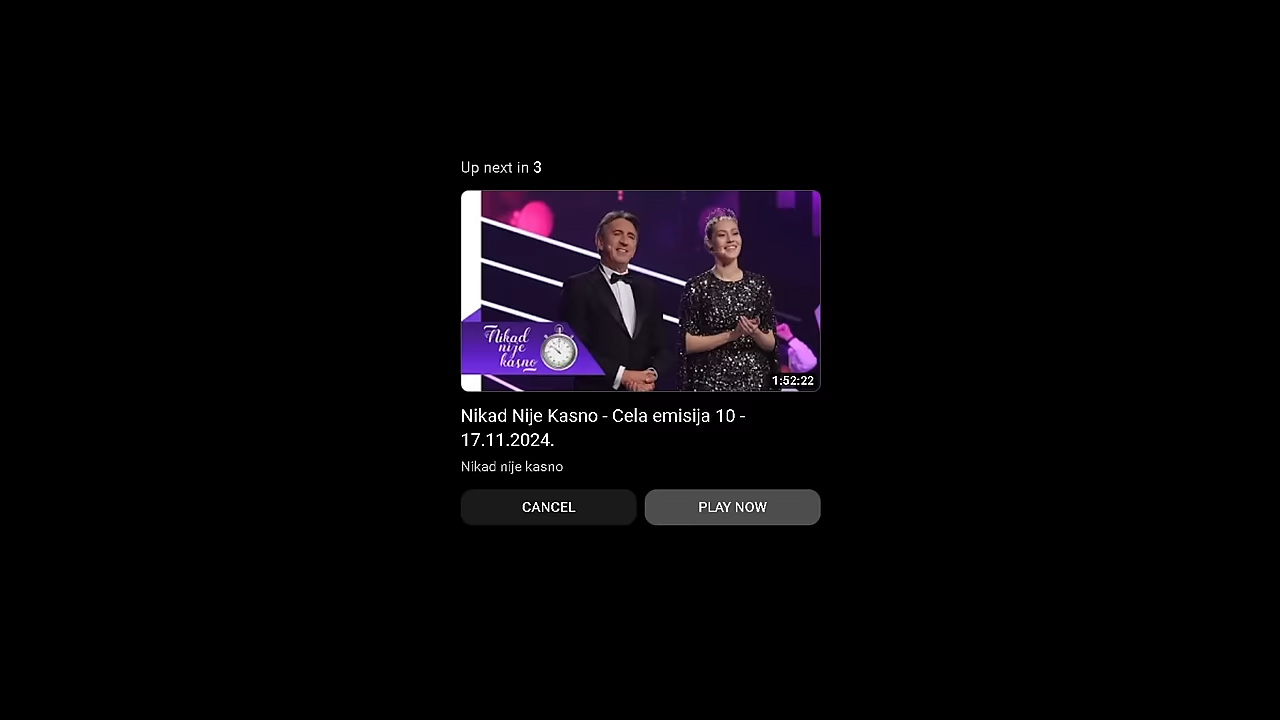 Up next in 3
Nikad
nije
kasno
1:52:22
Nikad Nije Kasno - Cela emisija 10 -
17.11.2024.
Nikad nije kasno
CANCEL
PLAY NOW